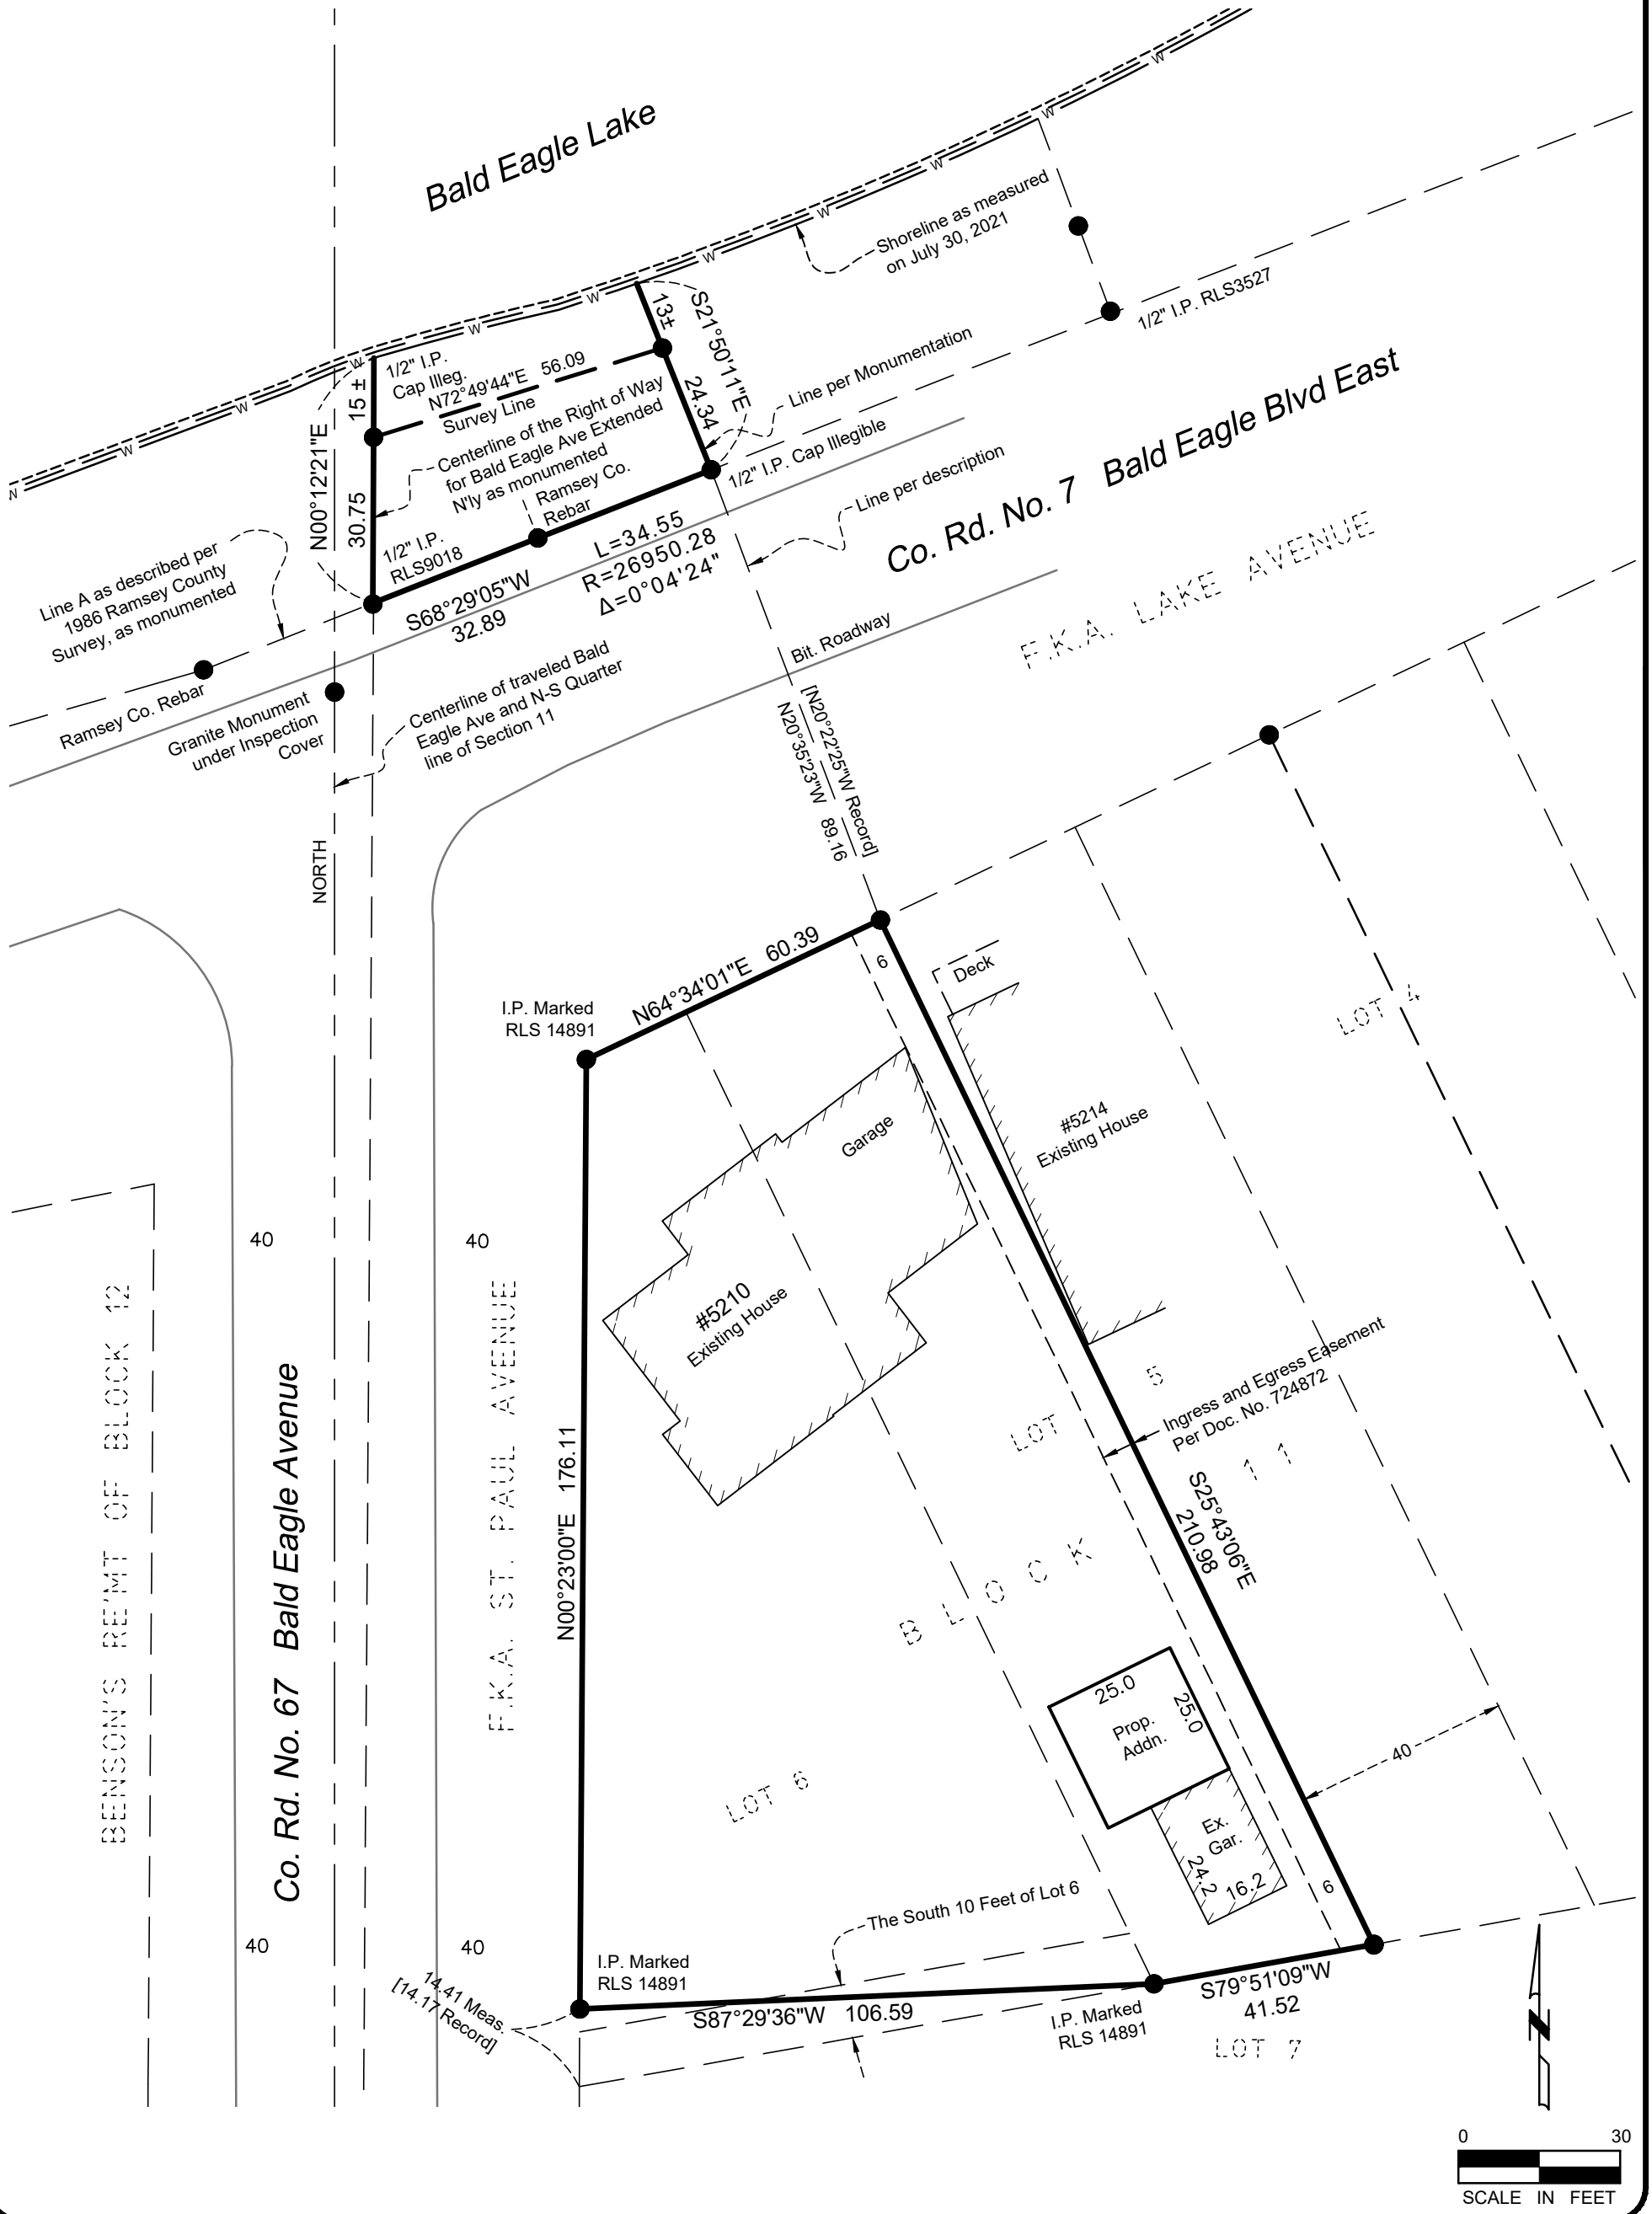 Bald Eagle Lake
Shoreline as measured
on July 30, 2021
1/2" I.P. RLS3527
W
W
W
W
W
W
W
W
W
W
W
1/2" I.P.
Cap Illeg.
15 ±
13±
S21°50'11"E
24.34
N72°49'44"E 56.09
Survey Line
Line per Monumentation
Centerline of the Right of Way
for Bald Eagle Ave Extended
N'ly as monumented
N00°12'21"E
30.75
Ramsey Co.
Rebar
1/2" I.P. Cap Illegible
1/2" I.P.
RLS9018
L=34.55
R=26950.28
Δ=0°04'24"
S68°29'05"W
32.89
Line per description
Co. Rd. No. 7 Bald Eagle Blvd East
F.K.A. LAKE AVENUE
Line A as described per
1986 Ramsey County
Survey, as monumented
Ramsey Co. Rebar
Granite Monument
under Inspection
Cover
Centerline of traveled Bald
Eagle Ave and N-S Quarter
line of Section 11
Bit. Roadway
[N20°22'25"W Record]
N20°35'23"W 89.16
NORTH
N64°34'01"E 60.39
6
Deck
I.P. Marked
RLS 14891
LOT 4
Garage
#5214
Existing House
40
40
#5210
Existing House
BENSON'S RE'MT OF BLOCK 12
Co. Rd. No. 67 Bald Eagle Avenue
F.K.A. ST. PAUL AVENUE
N00°23'00"E 176.11
LOT 5
Ingress and Egress Easement
Per Doc. No. 724872
BLOCK 11
S25°43'06"E
210.98
25.0
25.0
Prop.
Addn.
40
LOT 6
Ex.
Gar.
24.2
16.2
6
The South 10 Feet of Lot 6
40
40
I.P. Marked
RLS 14891
14.41 Meas.
[14.17 Record]
S87°29'36"W 106.59
I.P. Marked
RLS 14891
S79°51'09"W
41.52
LOT 7
N
0 30
SCALE IN FEET